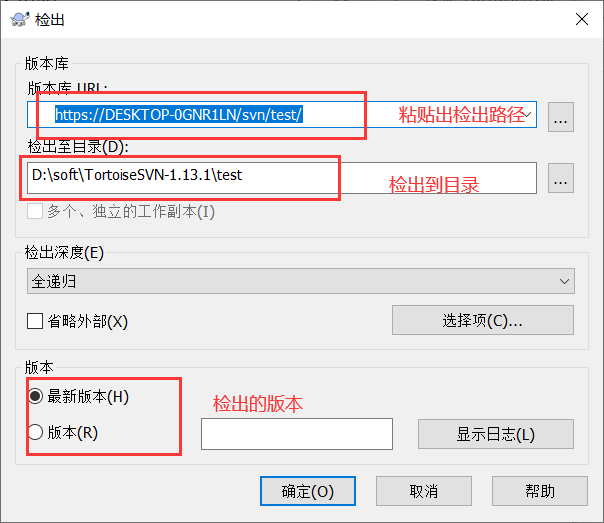 检出
版本库
版本库 URL:
https://DESKTOP-0GNR1LN/svn/test/
粘贴出检出路径
...
检出至目录(D):
D:\soft\TortoiseSVN-1.13.1\test
检出到目录
...
多个、独立的工作副本(I)
检出深度(E)
全递归
省略外部(X)
选择项(C)...
版本
最新版本(H)
检出的版本
版本(R)
显示日志(L)
确定(O)
取消
帮助